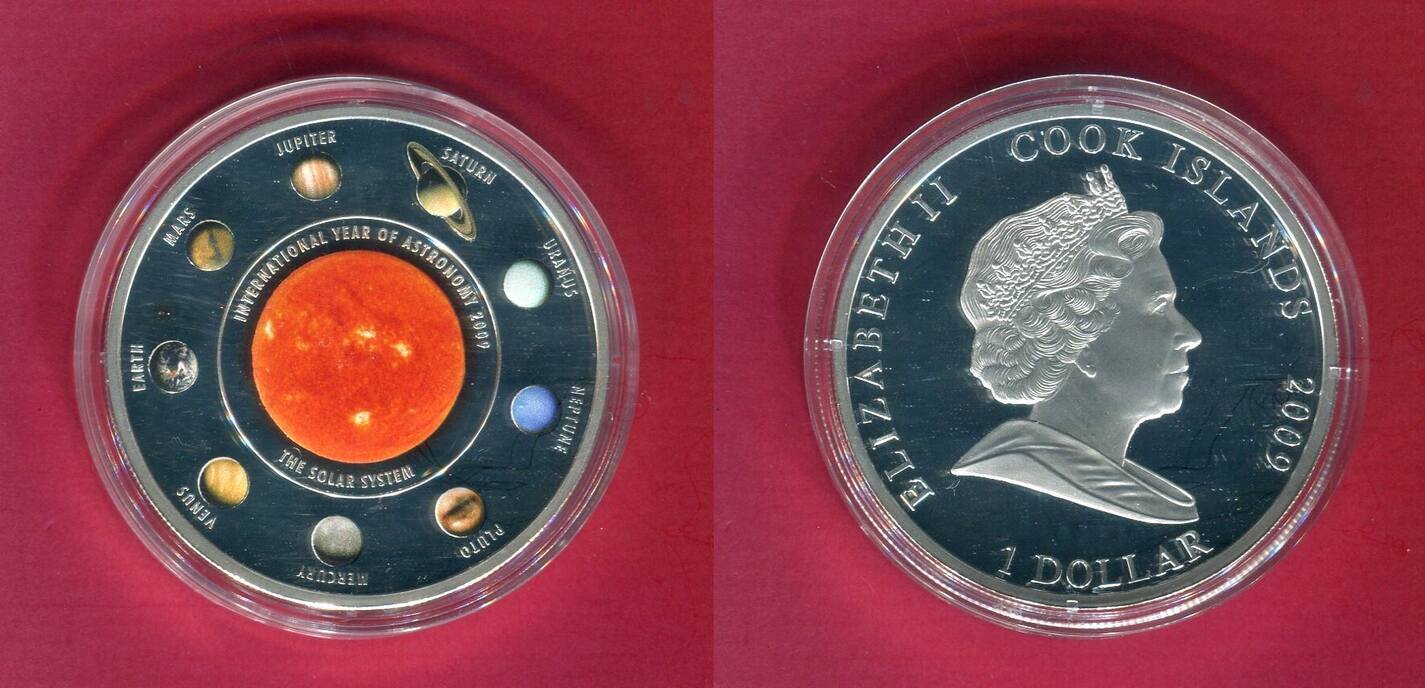 JUPITER
SATURN
URANUS
NEPTUNE
PLUTO
MERCURY
VENUS
EARTH
MARS
INTERNATIONAL YEAR OF ASTRONOMY 2009
THE SOLAR SYSTEM
ELIZABETH II
COOK ISLANDS 2009
1 DOLLAR